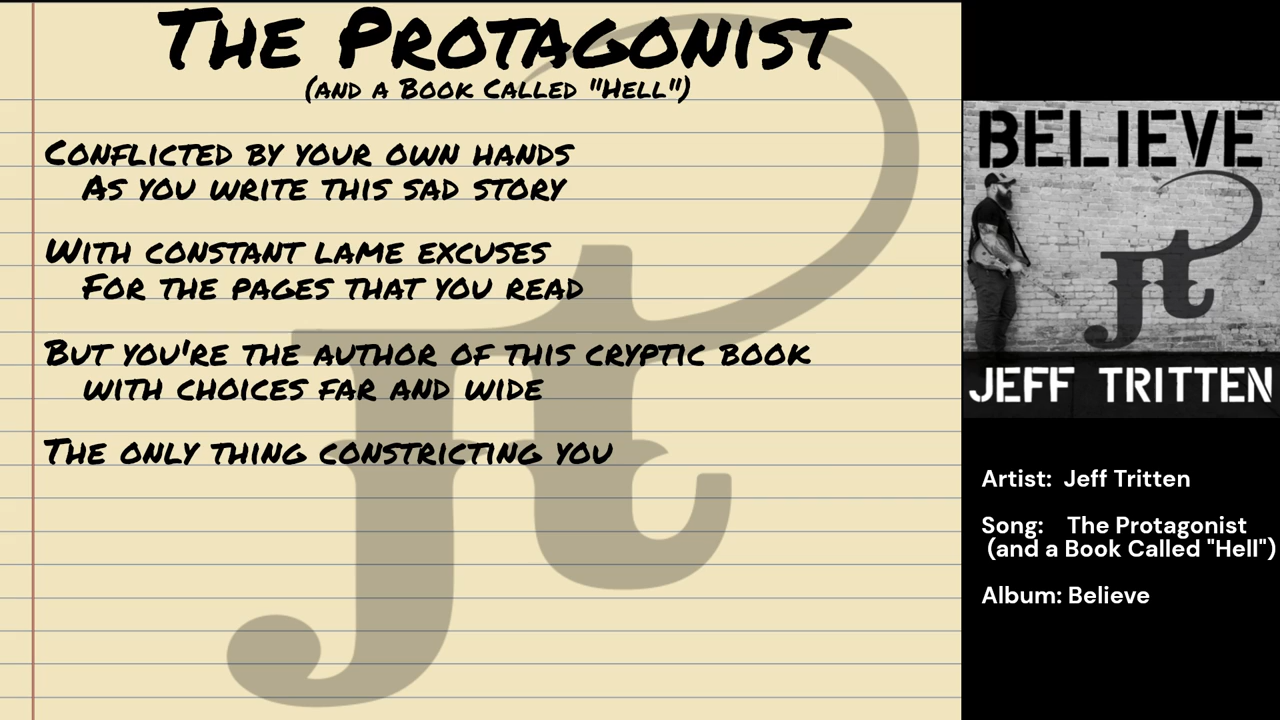 The Protagonist
(and a Book Called "Hell")
Conflicted by your own hands
As you write this sad story
With constant lame excuses
For the pages that you read
But you're the author of this cryptic book
with choices far and wide
The only thing constricting you
jt
BELIEVE
jt
JEFF TRITTEN
Artist: Jeff Tritten
Song: The Protagonist
(and a Book Called "Hell")
Album: Believe